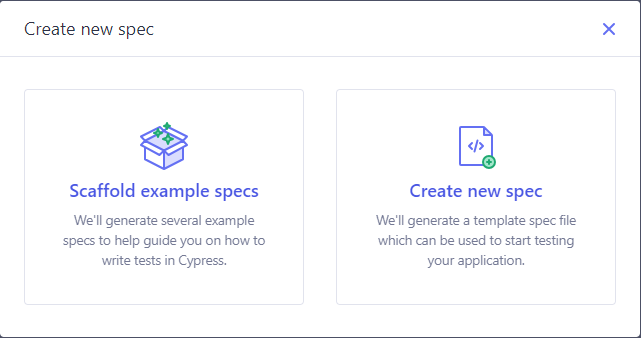 Create new spec
Scaffold example specs
We'll generate several example
specs to help guide you on how to
write tests in Cypress.
</>
Create new spec
We'll generate a template spec file
which can be used to start testing
your application.